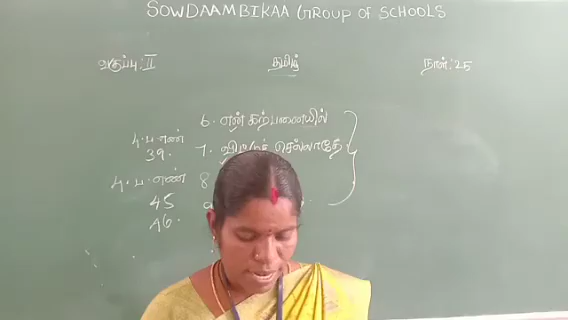 SOWDAAMBIKAA GROUP OF SCHOOLS
வகுப்பு: II தமிழ் நாள்: 25
6. என் கற்பனையில்
பு.ப.எண் 39. 7. விட்டுச் செல்லாதே
பு.ப.எண் 8
45
46.